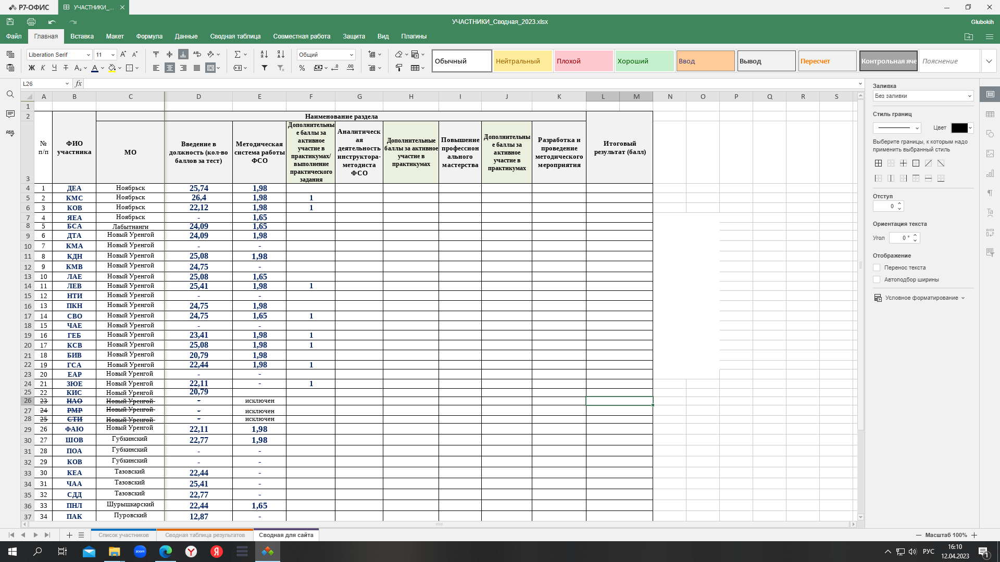 Р7-ОФИС УЧАСТНИКИ_...
УЧАСТНИКИ_Сводная_2023.xlsx Glubokih
Файл Главная Вставка Макет Формула Данные Сводная таблица Совместная работа Защита Вид Плагины
Liberation Serif 11 Общий
Обычный Нейтральный Плохой Хороший Ввод Вывод Пересчет Контрольная яче Пояснение
L26
A B C D E F G H I J K L M N O P Q R S
1
2 Наименование раздела
3
№ п/п
ФИО участника
МО
Введение в должность (кол-во баллов за тест)
Методическая система работы ФСО
Дополнительны
е баллы за
активное
участие в
практикумах/
выполнение
практического
задания
Аналитическ
ая
деятельность
инструктора-
методиста
ФСО
Дополнительные
баллы за активное
участие в
практикумах
Повышение
профессион
ального
мастерства
Дополнительны
е баллы за
активное
участие в
практикумах
Разработка и
проведение
методического
мероприятия
Итоговый
результат (балл)
4 1 ДЕА Ноябрьск 25,74 1,98
5 2 КМС Ноябрьск 26,4 1,98 1
6 3 КОВ Ноябрьск 22,12 1,98 1
7 4 ЯЕА Ноябрьск - 1,65
8 5 БСА Лабытнанги 24,09 1,65
9 6 ДТА Новый Уренгой 24,09 1,98
10 7 КМА Новый Уренгой - -
11 8 КДН Новый Уренгой 25,08 1,98
12 9 КМВ Новый Уренгой 24,75 -
13 10 ЛАЕ Новый Уренгой 25,08 1,65
14 11 ЛЕВ Новый Уренгой 25,41 1,98 1
15 12 НТИ Новый Уренгой - -
16 13 ПКН Новый Уренгой 24,75 1,98
17 14 СВО Новый Уренгой 24,75 1,65 1
18 15 ЧАЕ Новый Уренгой - -
19 16 ГЕБ Новый Уренгой 23,41 1,98 1
20 17 КСВ Новый Уренгой 25,08 1,98 1
21 18 БИВ Новый Уренгой 20,79 1,98
22 19 ГСА Новый Уренгой 22,44 1,98 1
23 20 ЕАР Новый Уренгой - -
24 21 ЗЮЕ Новый Уренгой 22,11 - 1
25 22 КИС Новый Уренгой 20,79
26 23 НАО Новый Уренгой - исключен
27 24 РМР Новый Уренгой - исключен
28 25 СТИ Новый Уренгой - исключен
29 26 ФАЮ Новый Уренгой 22,11 1,98
30 27 ШОВ Губкинский 22,77 1,98
31 28 ПОА Губкинский - -
32 29 КОВ Губкинский - -
33 30 КЕА Тазовский 22,44 -
34 31 ЧАА Тазовский 25,41 -
35 32 СДД Тазовский 22,77 -
36 33 ПНЛ Шурышкарский 22,44 1,65
37 34 ПАК Пуровский 12,87 -
Заливка
Без заливки
Стиль границ
Цвет
Выберите границы, к которым надо
применить выбранный стиль
Отступ
0
Ориентация текста
Угол 0 °
Отображение
Перенос текста
Автоподбор ширины
Условное форматирование
Список участников Сводная таблица результатов Сводная для сайта Масштаб 100%
zoom РУС 16:10
12.04.2023 1